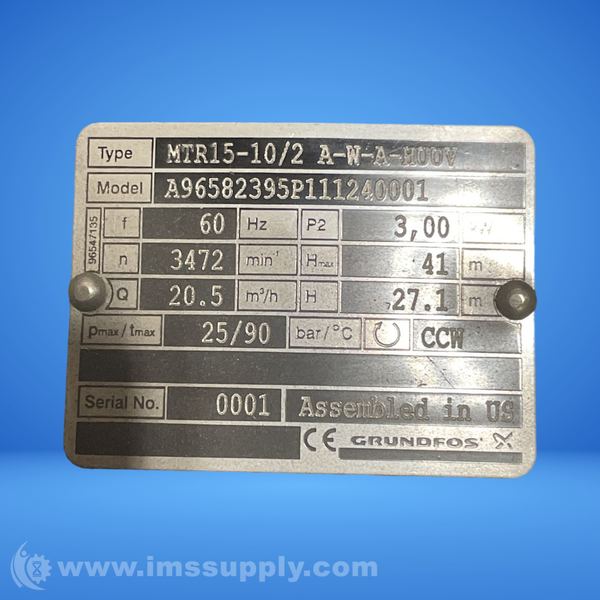 Type MTR15-10/2 A-W-A-HUUV
Model A96582395P111240001
96547135
f 60 Hz P2 3,00 kW
n 3472 min⁻¹ Hmax 41 m
Q 20.5 m³/h H 27.1 m
pmax/tmax 25/90 bar/°C CCW
Serial No. 0001 Assembled in US
CE GRUNDFOS X
www.imssupply.com